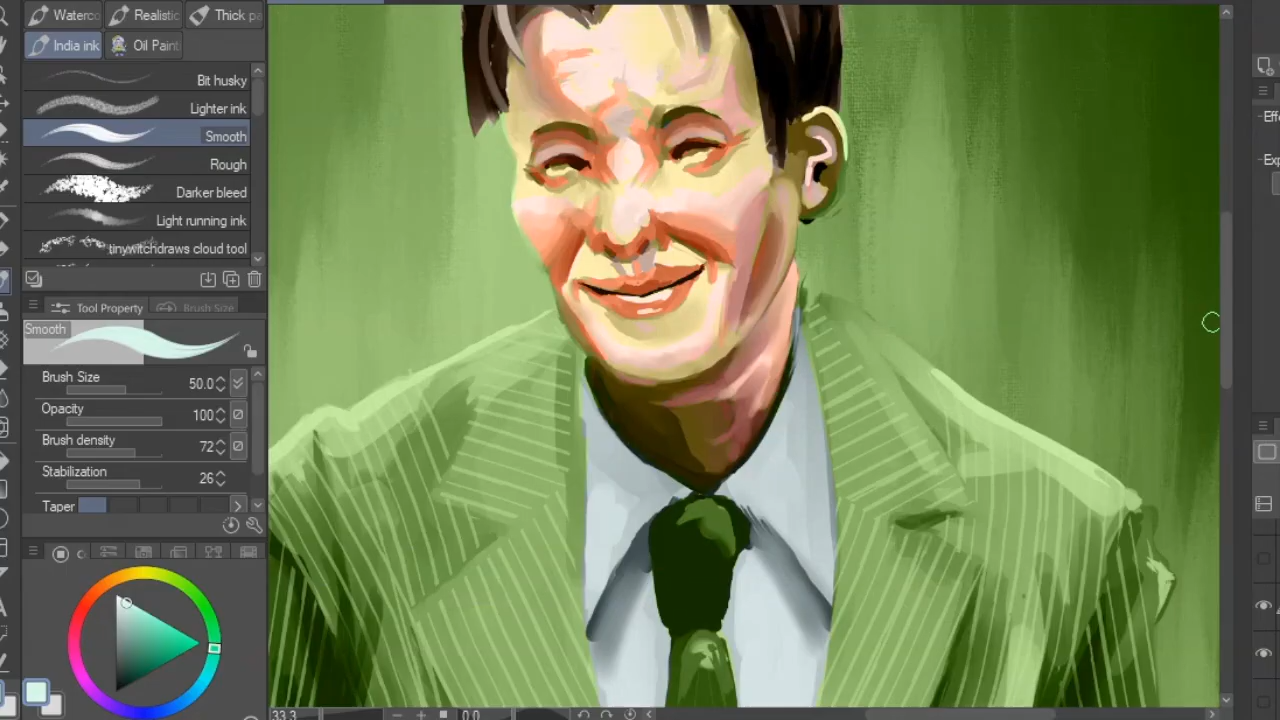 Waterco Realistic Thick pa
India ink Oil Paint
Bit husky
Lighter ink
Smooth
Rough
Darker bleed
Light running ink
tinywitchdraws cloud tool
Tool Property Brush Size
Smooth
Brush Size 50.0
Opacity 100
Brush density 72
Stabilization 26
Taper
33.3 0.0
Effe
Exp